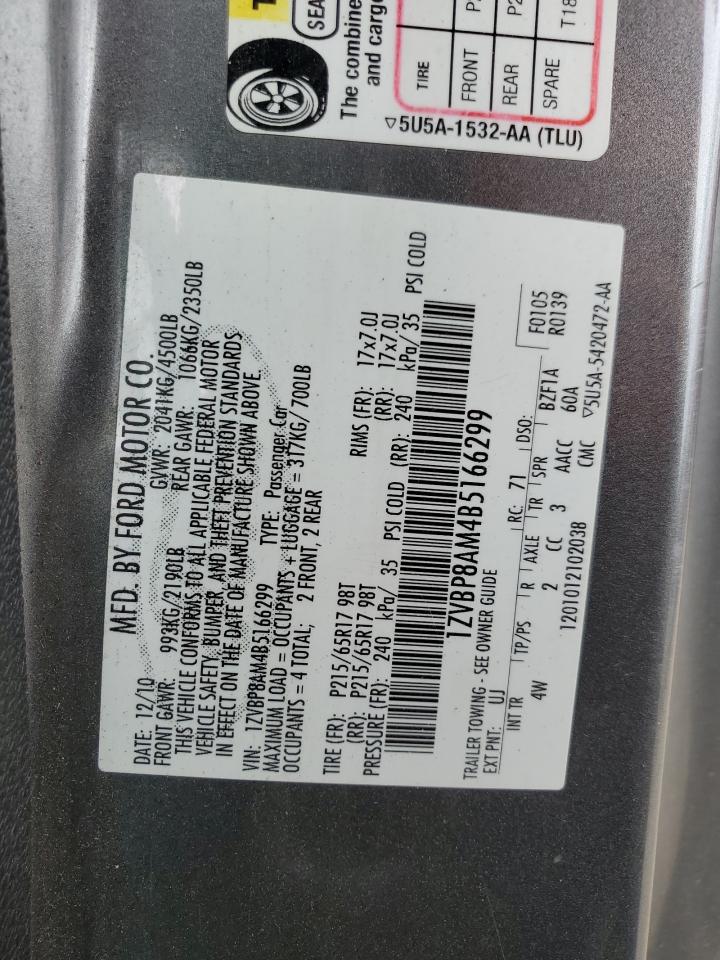 SEA
The combine
and cargo
TIRE
FRONT P2
REAR P2
SPARE T18
▽5U5A-1532-AA (TLU)
MFD. BY FORD MOTOR CO.
DATE: 12/10 GVWR: 2041KG/4500LB
FRONT GAWR: 993KG/2190LB REAR GAWR: 1066KG/2350LB
THIS VEHICLE CONFORMS TO ALL APPLICABLE FEDERAL MOTOR
VEHICLE SAFETY, BUMPER, AND THEFT PREVENTION STANDARDS
IN EFFECT ON THE DATE OF MANUFACTURE SHOWN ABOVE.
VIN: 1ZVBP8AM4B5166299 TYPE: Passenger Car
MAXIMUM LOAD = OCCUPANTS + LUGGAGE = 317KG/700LB
OCCUPANTS = 4 TOTAL; 2 FRONT, 2 REAR
TIRE (FR): P215/65R17 98T RIMS (FR): 17x7.0J
(RR): P215/65R17 98T (RR): 17x7.0J
PRESSURE (FR): 240 kPa/ 35 PSI COLD (RR): 240 kPa/ 35 PSI COLD
1ZVBP8AM4B5166299
TRAILER TOWING - SEE OWNER GUIDE
EXT PNT: UJ RC: 71 DSO: F0105
R0139
INT TR TP/PS R AXLE TR SPR BZF1A
4W 2 CC 3 AACC 60A
1201012102038 CMC ▽5U5A-5420472-AA